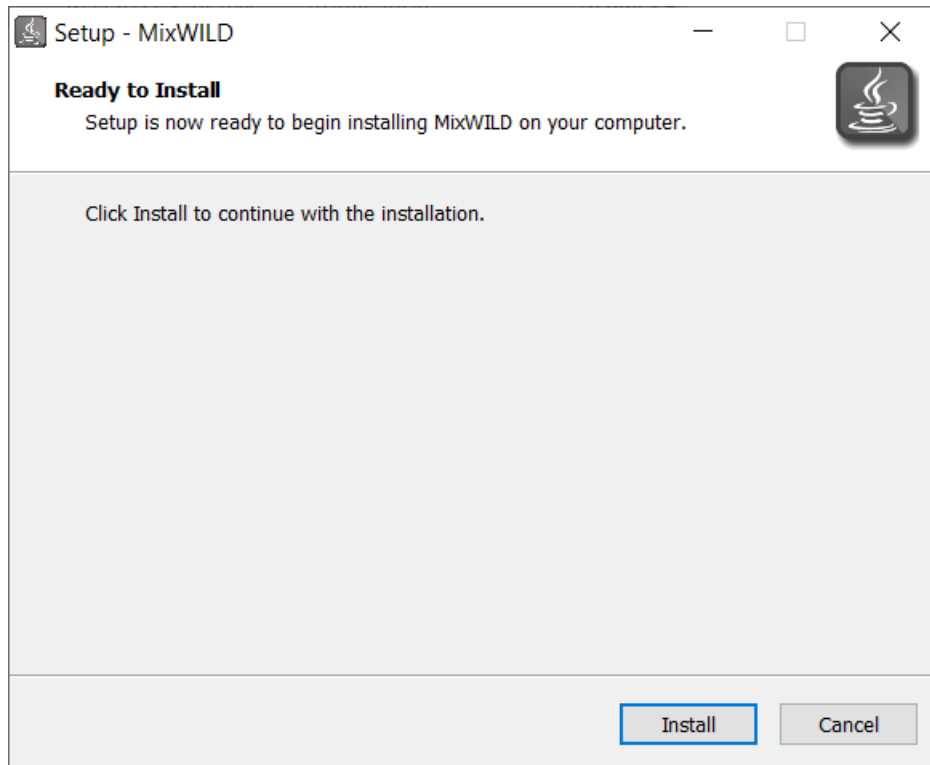 Setup - MixWILD
Ready to Install
Setup is now ready to begin installing MixWILD on your computer.
Click Install to continue with the installation.
Install
Cancel